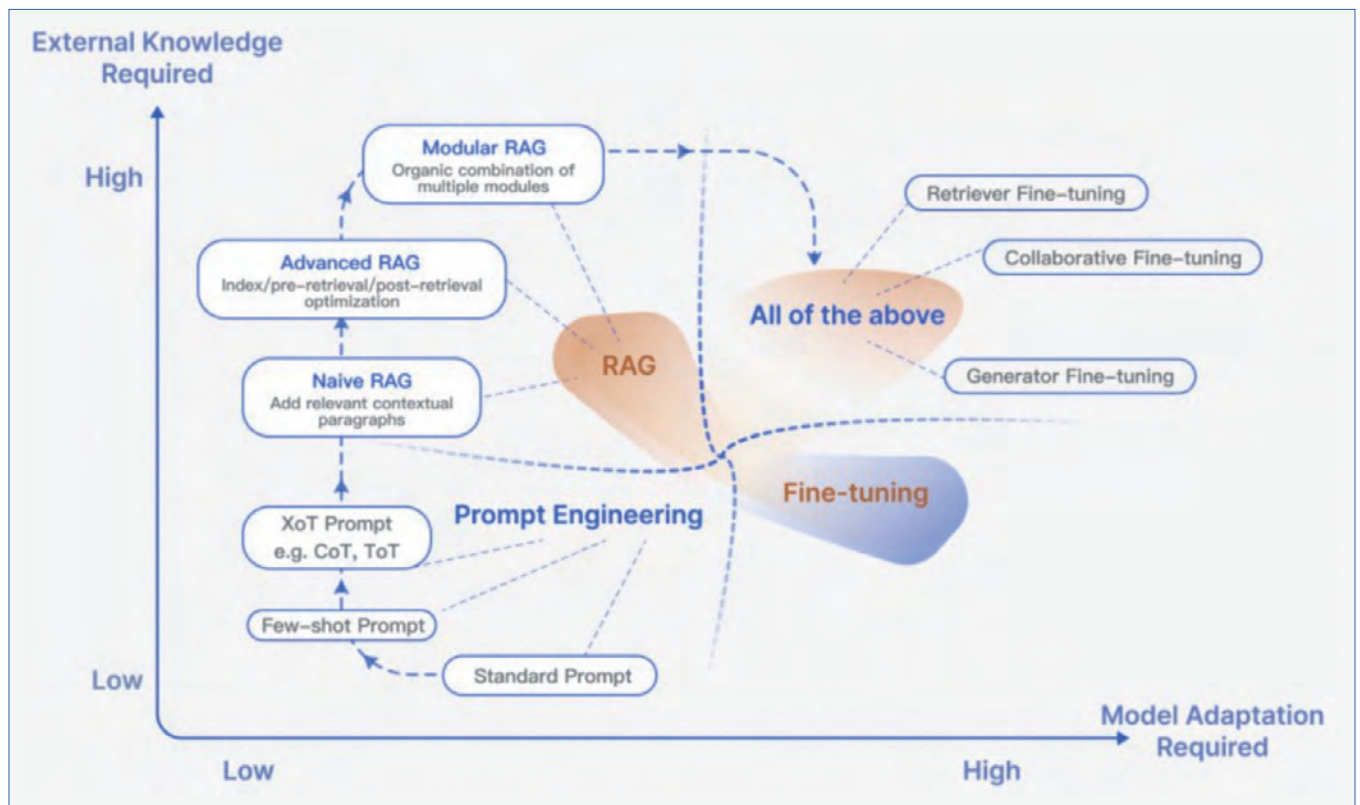 External Knowledge
Required
High
Modular RAG
Organic combination of
multiple modules
Retriever Fine-tuning
Advanced RAG
Index/pre-retrieval/post-retrieval
optimization
Collaborative Fine-tuning
All of the above
RAG
Naive RAG
Add relevant contextual
paragraphs
Generator Fine-tuning
Fine-tuning
Prompt Engineering
XoT Prompt
e.g. CoT, ToT
Few-shot Prompt
Standard Prompt
Low
Model Adaptation
Required
Low
High